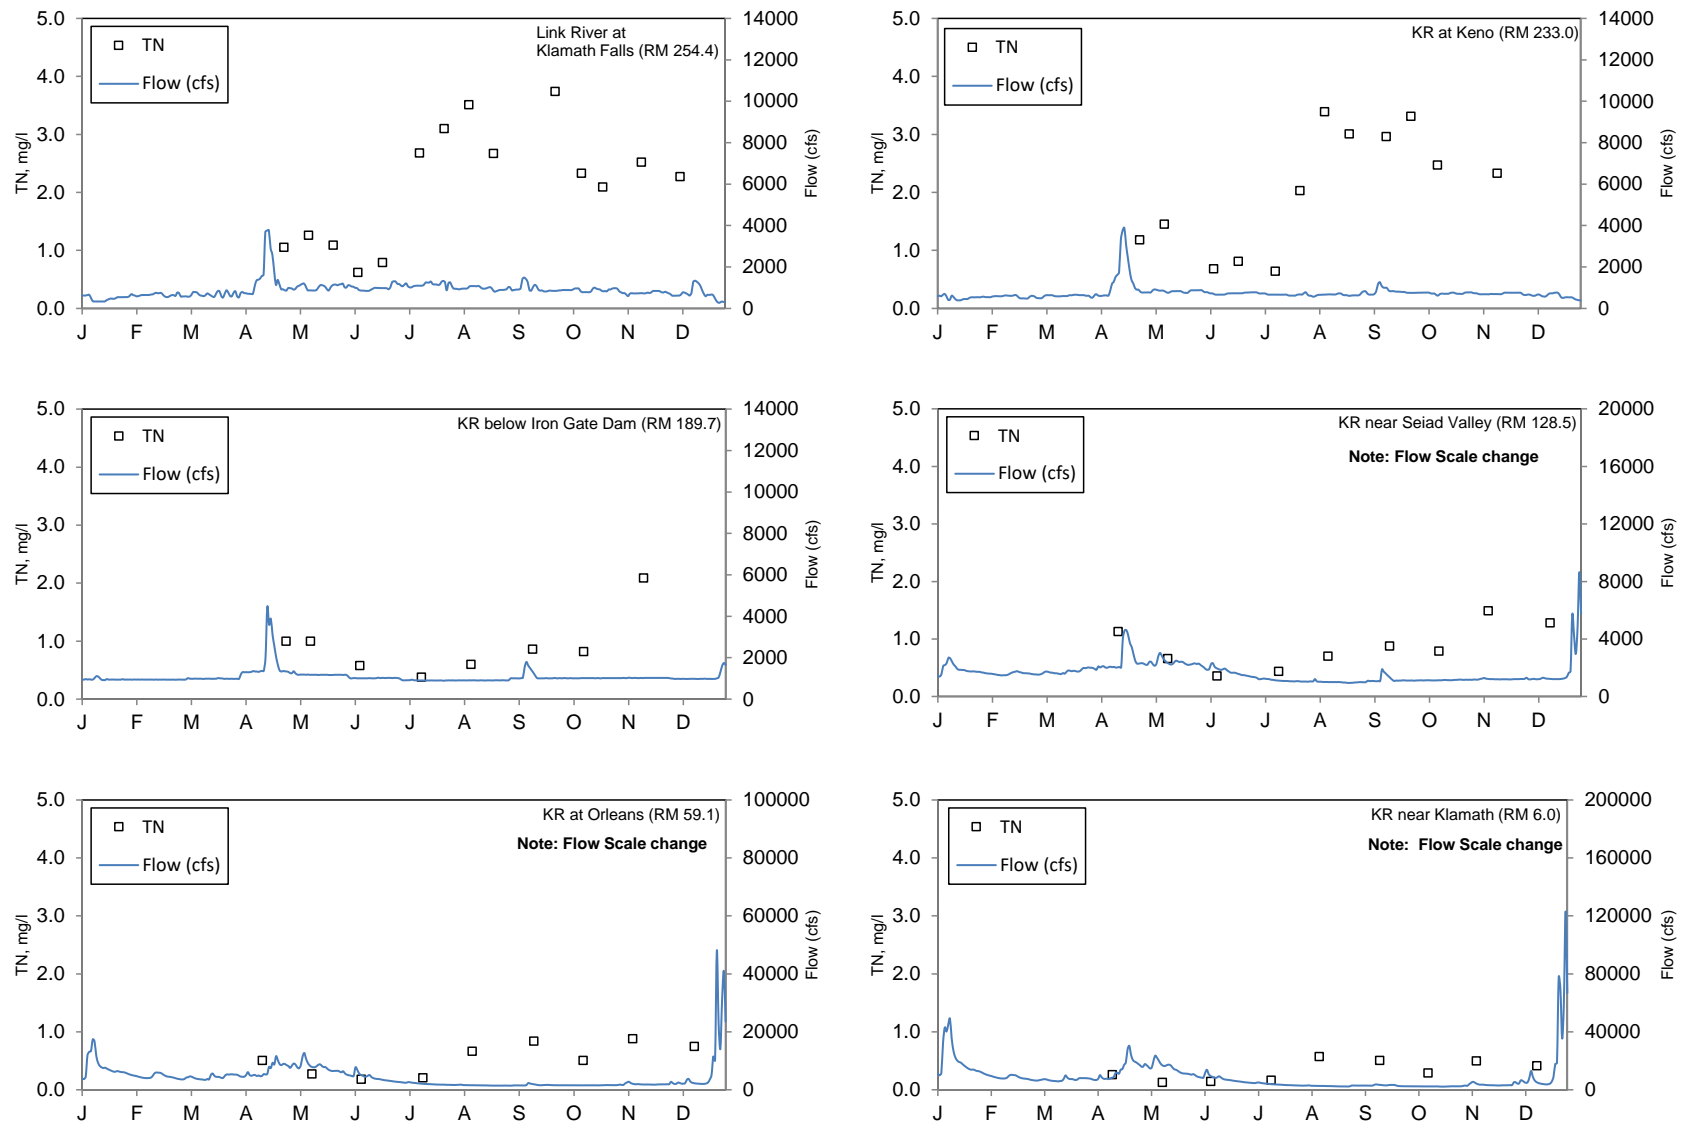 5.0
4.0
3.0
2.0
1.0
0.0
TN, mg/l
TN
Flow (cfs)
Link River at
Klamath Falls (RM 254.4)
14000
12000
10000
8000
6000
4000
2000
0
Flow (cfs)
J F M A M J J A S O N D
5.0
4.0
3.0
2.0
1.0
0.0
TN, mg/l
TN
Flow (cfs)
KR at Keno (RM 233.0)
14000
12000
10000
8000
6000
4000
2000
0
Flow (cfs)
J F M A M J J A S O N D
5.0
4.0
3.0
2.0
1.0
0.0
TN, mg/l
TN
Flow (cfs)
KR below Iron Gate Dam (RM 189.7)
14000
12000
10000
8000
6000
4000
2000
0
Flow (cfs)
J F M A M J J A S O N D
5.0
4.0
3.0
2.0
1.0
0.0
TN, mg/l
TN
Flow (cfs)
KR near Seiad Valley (RM 128.5)
Note: Flow Scale change
20000
16000
12000
8000
4000
0
Flow (cfs)
J F M A M J J A S O N D
5.0
4.0
3.0
2.0
1.0
0.0
TN, mg/l
TN
Flow (cfs)
KR at Orleans (RM 59.1)
Note: Flow Scale change
100000
80000
60000
40000
20000
0
Flow (cfs)
J F M A M J J A S O N D
5.0
4.0
3.0
2.0
1.0
0.0
TN, mg/l
TN
Flow (cfs)
KR near Klamath (RM 6.0)
Note: Flow Scale change
200000
160000
120000
80000
40000
0
Flow (cfs)
J F M A M J J A S O N D